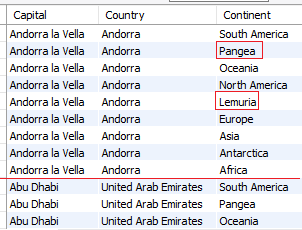 Capital Country Continent
Andorra la Vella Andorra South America
Andorra la Vella Andorra Pangea
Andorra la Vella Andorra Oceania
Andorra la Vella Andorra North America
Andorra la Vella Andorra Lemuria
Andorra la Vella Andorra Europe
Andorra la Vella Andorra Asia
Andorra la Vella Andorra Antarctica
Andorra la Vella Andorra Africa
Abu Dhabi United Arab Emirates South America
Abu Dhabi United Arab Emirates Pangea
Abu Dhabi United Arab Emirates Oceania